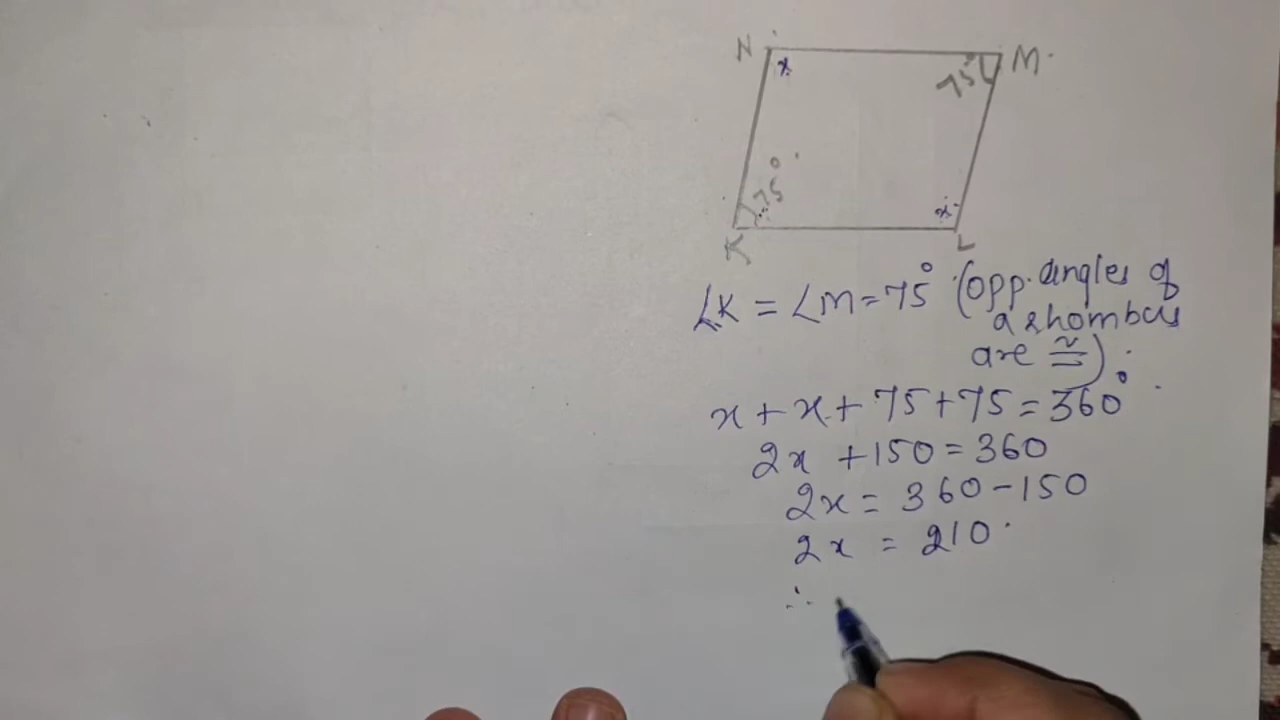 N M
x 75°
75° x
K L
∠K = ∠M = 75° (opp. angles of
a rhombus
are ≅).
x + x + 75 + 75 = 360°
2x + 150 = 360
2x = 360 - 150
2x = 210
∴